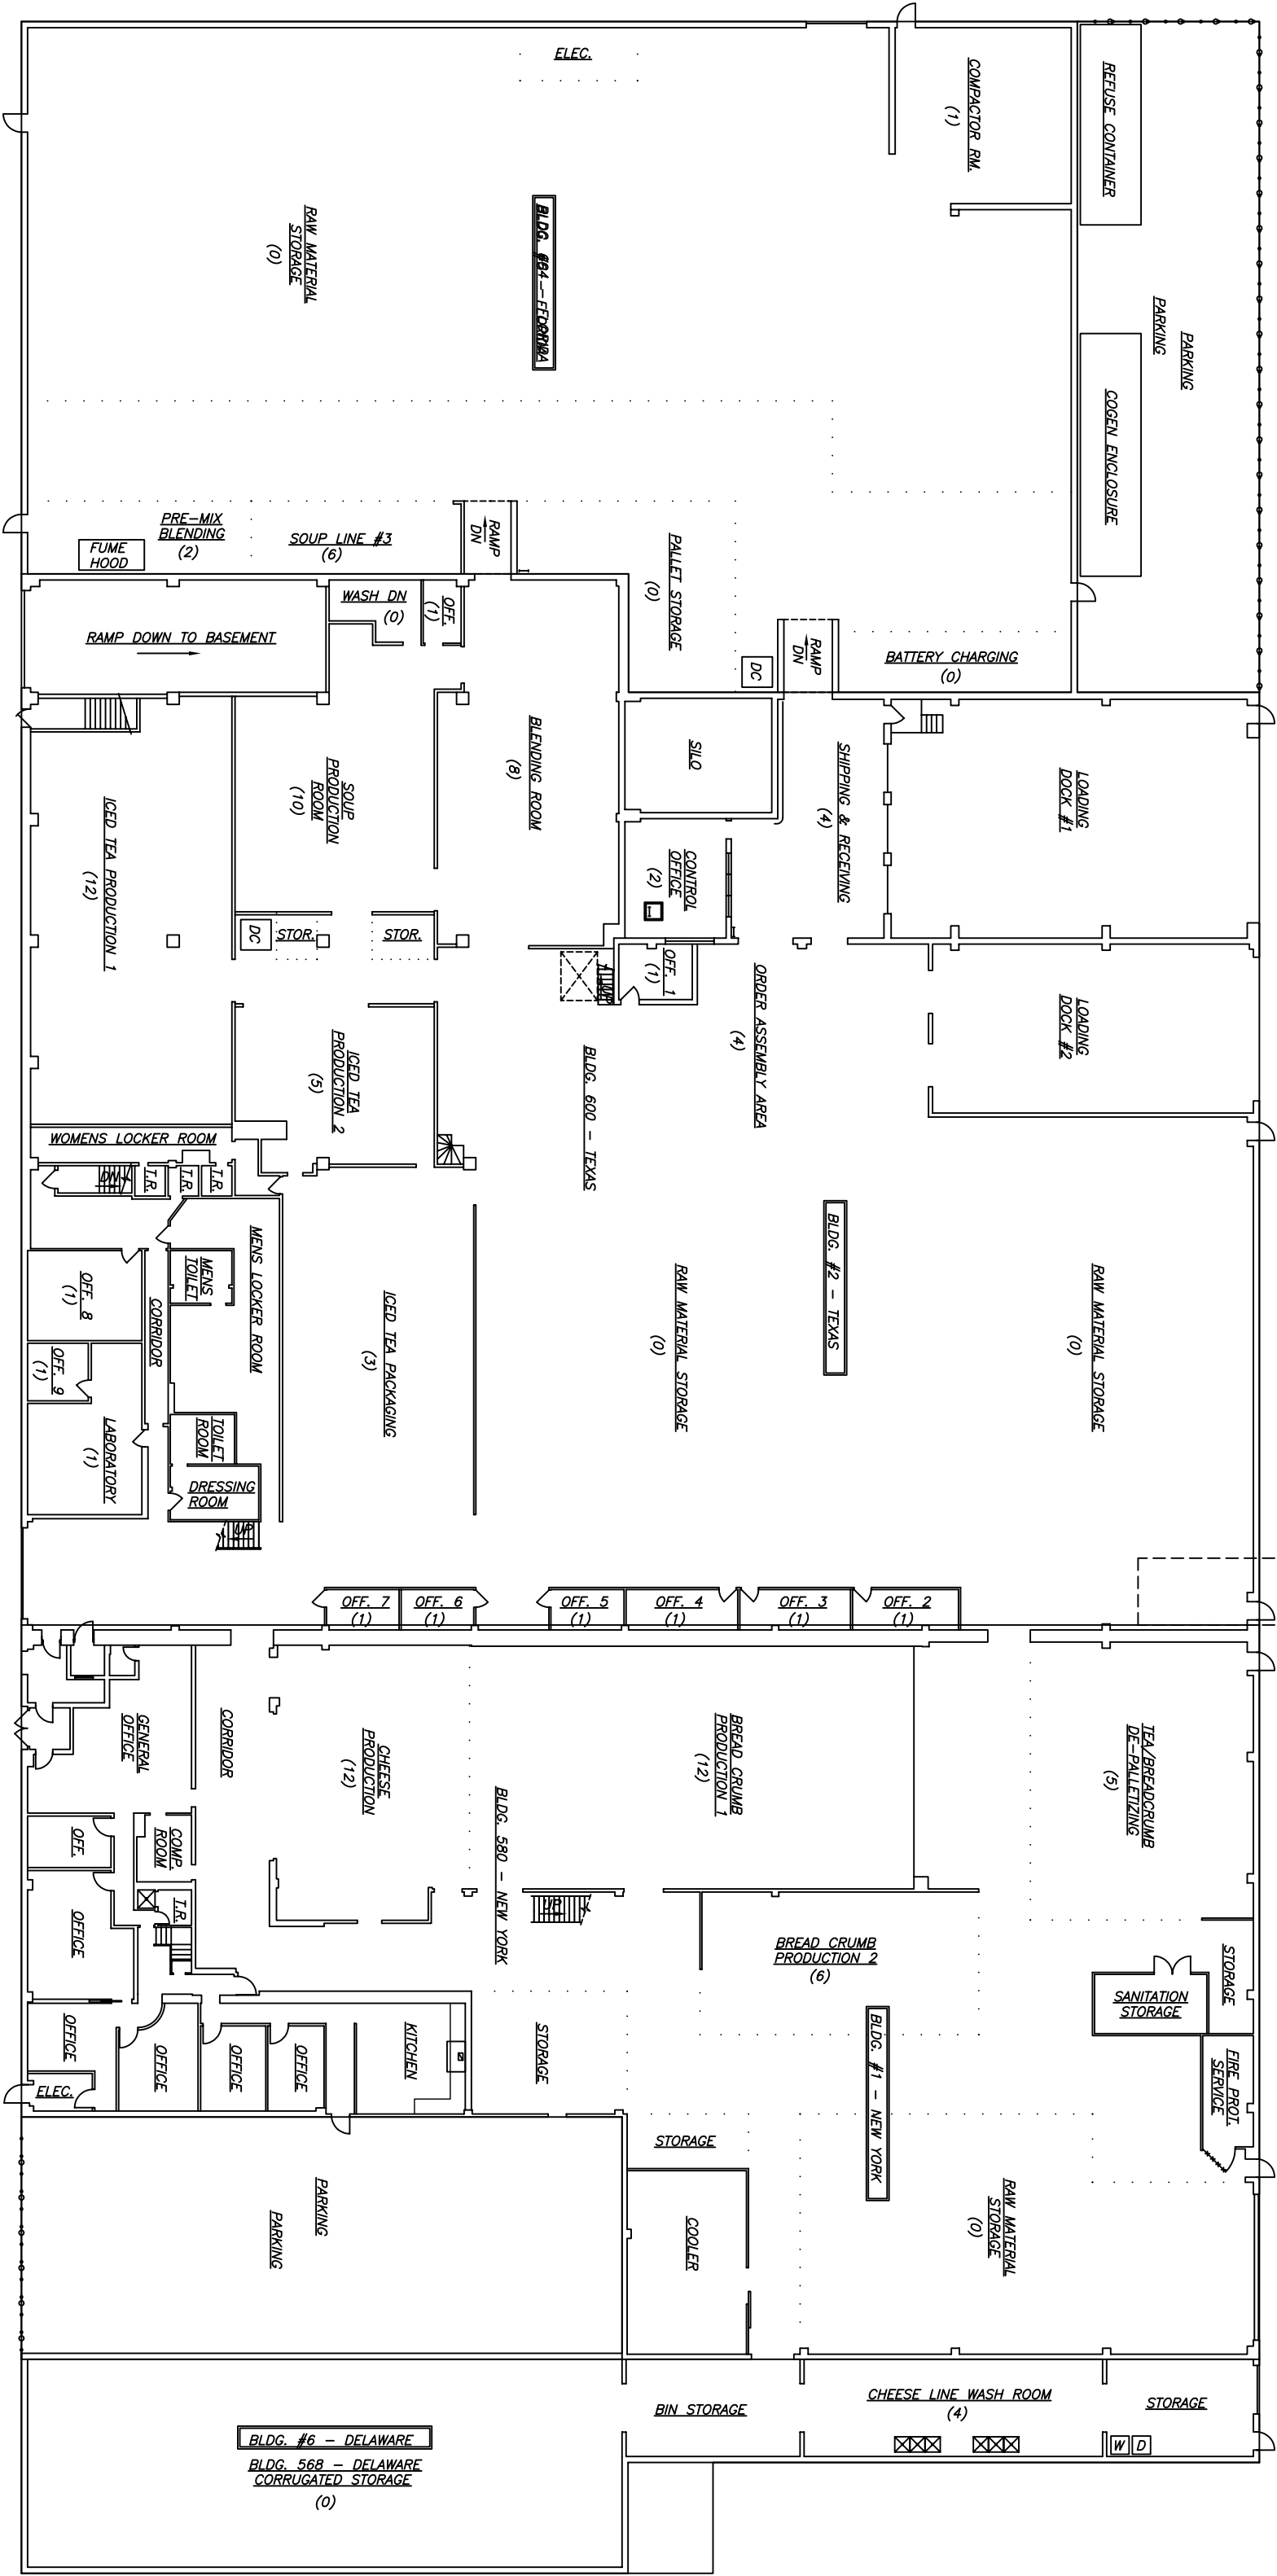 ELEC.
COMPACTOR RM.
(1)
REFUSE CONTAINER
RAW MATERIAL
STORAGE
(0)
PARKING
PARKING
COGEN ENCLOSURE
PRE-MIX
BLENDING
(2)
FUME
HOOD
SOUP LINE #3
(6)
RAMP
DN
PALLET STORAGE
(0)
WASH DN
(0)
OFF.
(1)
RAMP DOWN TO BASEMENT
RAMP
DN
BATTERY CHARGING
(0)
DC
BLENDING ROOM
(8)
SILO
SHIPPING & RECEIVING
(4)
LOADING
DOCK #1
SOUP
PRODUCTION
ROOM
(10)
ICED TEA PRODUCTION 1
(12)
CONTROL
OFFICE
(2)
DC
STOR.
STOR.
UP
OFF. 1
(1)
ORDER ASSEMBLY AREA
(4)
LOADING
DOCK #2
ICED TEA
PRODUCTION 2
(5)
BLDG. 600 - TEXAS
WOMENS LOCKER ROOM
DN
T.R.
T.R.
T.R.
BLDG. #2 - TEXAS
MENS LOCKER ROOM
MENS
TOILET
OFF. 8
(1)
CORRIDOR
ICED TEA PACKAGING
(3)
RAW MATERIAL STORAGE
(0)
RAW MATERIAL STORAGE
(0)
OFF. 9
(1)
LABORATORY
(1)
TOILET
ROOM
DRESSING
ROOM
UP
OFF. 7
(1)
OFF. 6
(1)
OFF. 5
(1)
OFF. 4
(1)
OFF. 3
(1)
OFF. 2
(1)
GENERAL
OFFICE
CORRIDOR
CHEESE
PRODUCTION
(12)
BREAD CRUMB
PRODUCTION 1
(12)
TEA/BREADCRUMB
DE-PALLETIZING
(5)
BLDG. 580 - NEW YORK
OFF.
COMP.
ROOM
T.R.
UP
OFFICE
BREAD CRUMB
PRODUCTION 2
(6)
STORAGE
SANITATION
STORAGE
BLDG. #1 - NEW YORK
OFFICE
OFFICE
OFFICE
OFFICE
KITCHEN
STORAGE
FIRE PROT.
SERVICE
ELEC.
STORAGE
PARKING
PARKING
COOLER
RAW MATERIAL
STORAGE
(0)
BIN STORAGE
CHEESE LINE WASH ROOM
(4)
STORAGE
W
D
BLDG. #6 - DELAWARE
BLDG. 568 - DELAWARE
CORRUGATED STORAGE
(0)